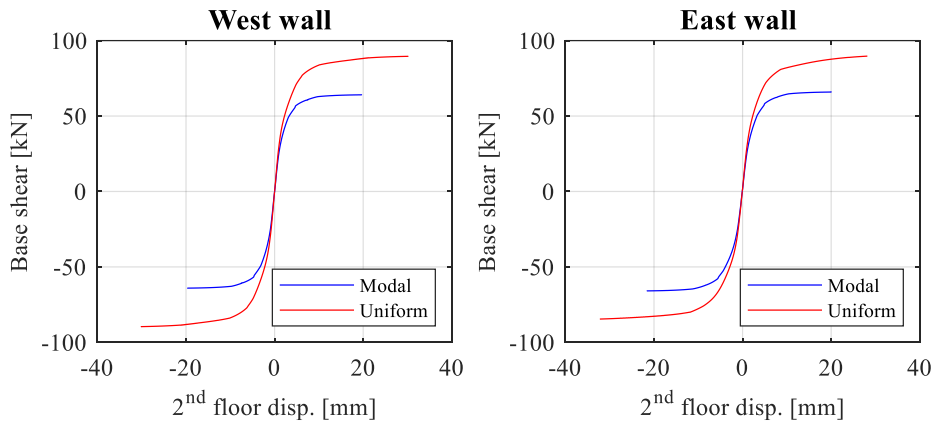 West wall
100
50
0
-50
-100
-40 -20 0 20 40
Base shear [kN]
2nd floor disp. [mm]
Modal
Uniform
East wall
100
50
0
-50
-100
-40 -20 0 20 40
Base shear [kN]
2nd floor disp. [mm]
Modal
Uniform